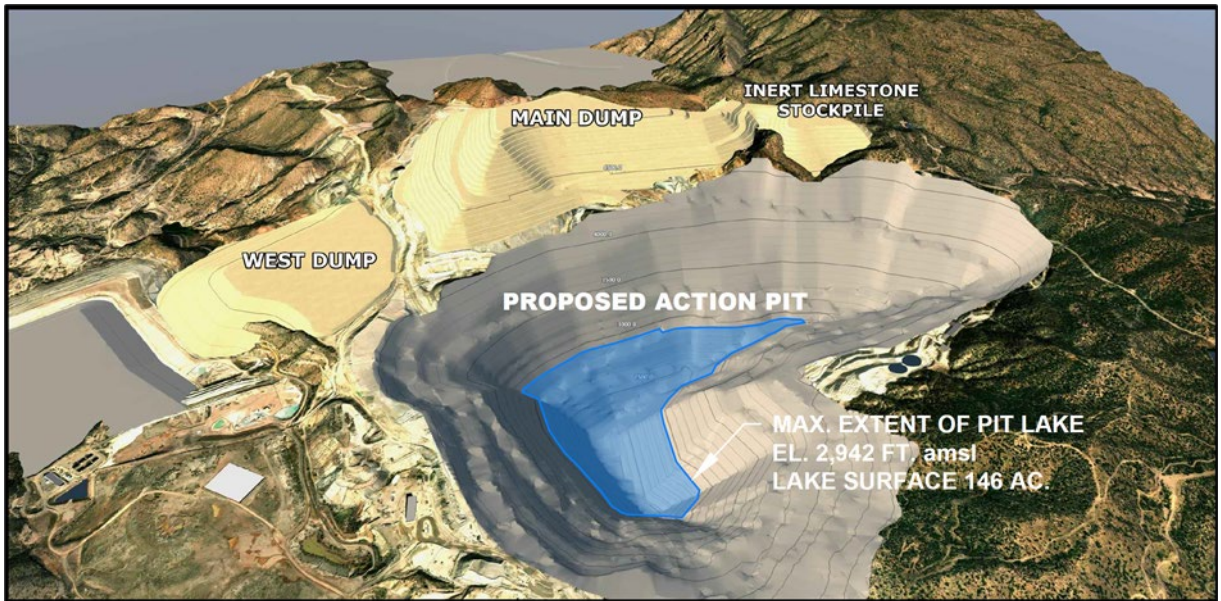 INERT LIMESTONE
STOCKPILE
MAIN DUMP
WEST DUMP
PROPOSED ACTION PIT
MAX. EXTENT OF PIT LAKE
EL. 2,942 FT, amsl
LAKE SURFACE 146 AC.